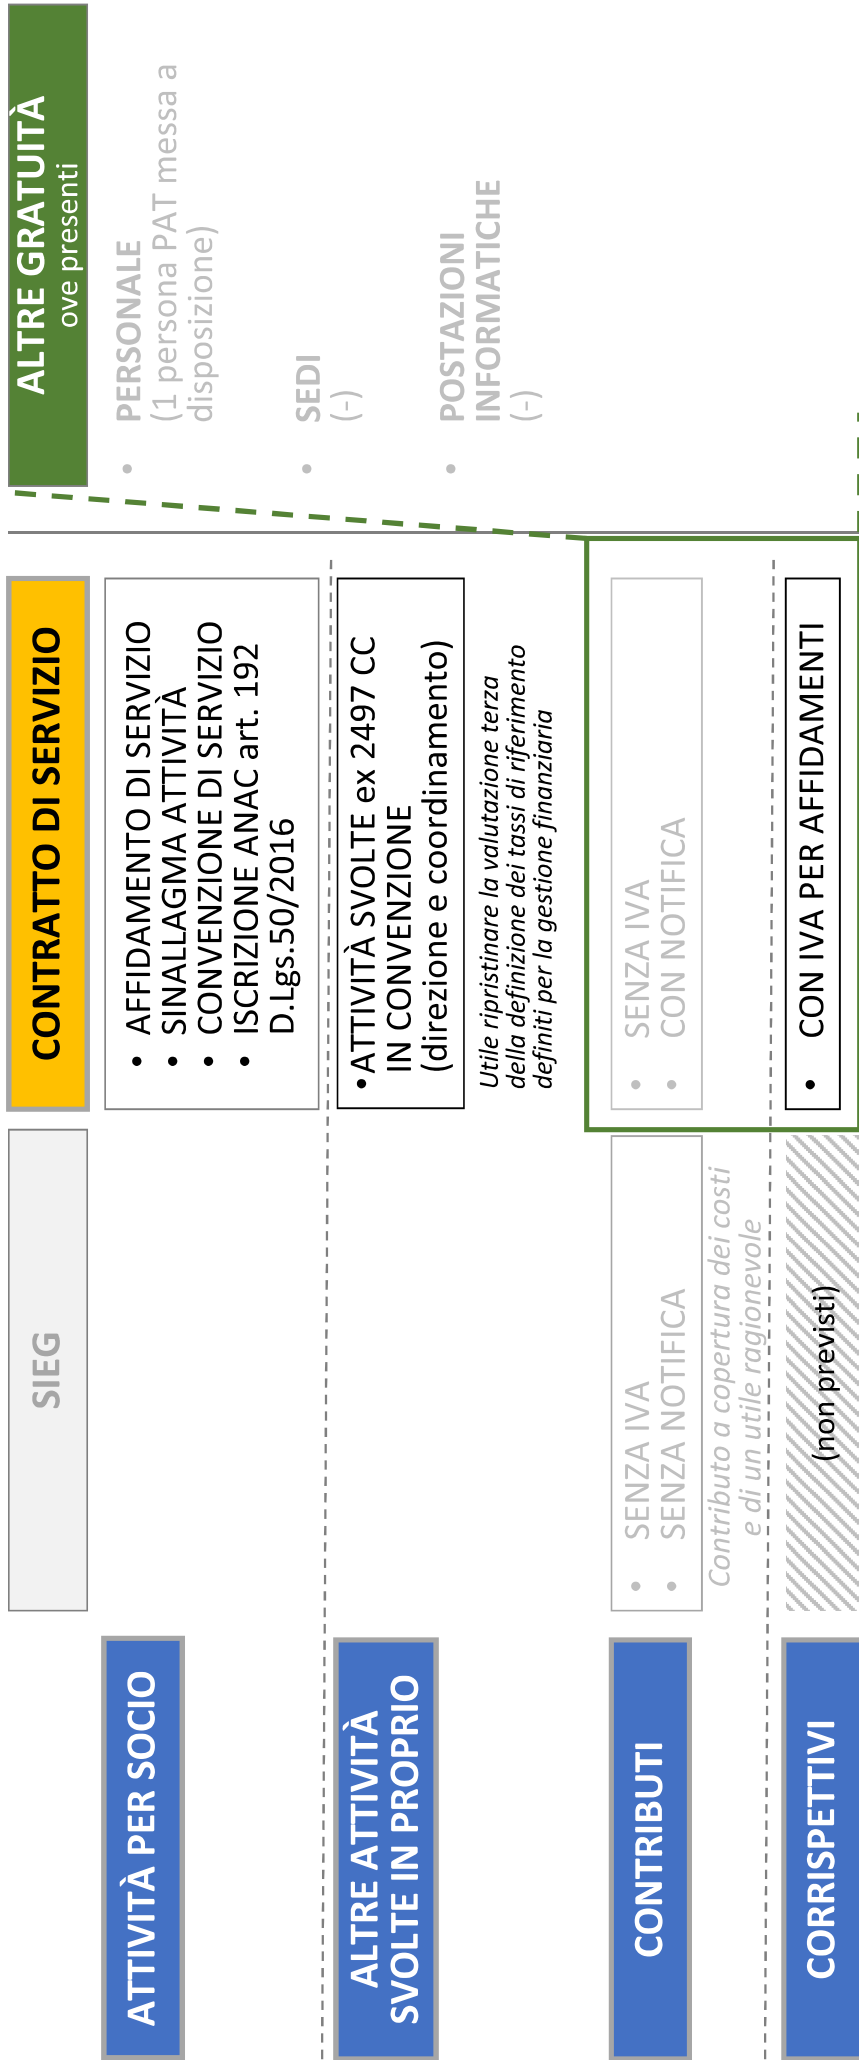 SIEG
CONTRATTO DI SERVIZIO
ALTRE GRATUITÀ
ove presenti
ATTIVITÀ PER SOCIO
• AFFIDAMENTO DI SERVIZIO
• SINALLAGMA ATTIVITÀ
• CONVENZIONE DI SERVIZIO
• ISCRIZIONE ANAC art. 192
D.Lgs.50/2016
ALTRE ATTIVITÀ
SVOLTE IN PROPRIO
• ATTIVITÀ SVOLTE ex 2497 CC
IN CONVENZIONE
(direzione e coordinamento)
Utile ripristinare la valutazione terza
della definizione dei tassi di riferimento
definiti per la gestione finanziaria
CONTRIBUTI
• SENZA IVA
• SENZA NOTIFICA
Contributo a copertura dei costi
e di un utile ragionevole
• SENZA IVA
• CON NOTIFICA
CORRISPETTIVI
(non previsti)
• CON IVA PER AFFIDAMENTI
• PERSONALE
(1 persona PAT messa a
disposizione)
• SEDI
(-)
• POSTAZIONI
INFORMATICHE
(-)